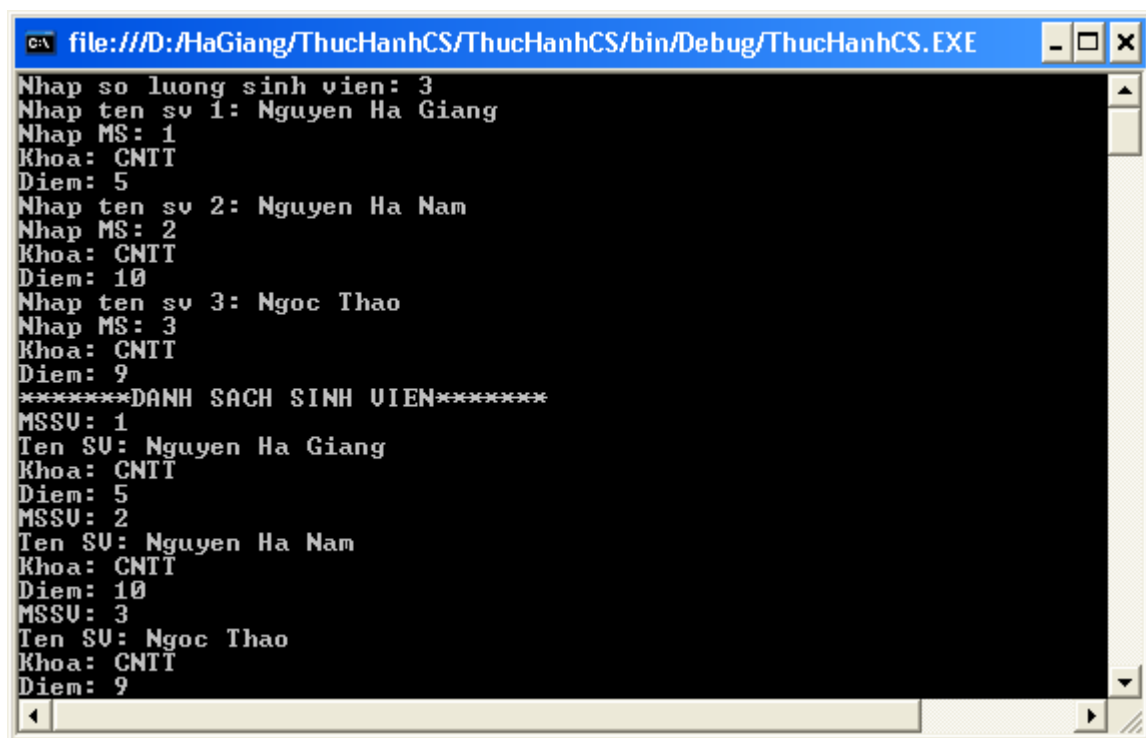 file:///D:/HaGiang/ThucHanhCS/ThucHanhCS/bin/Debug/ThucHanhCS.EXE
Nhap so luong sinh vien: 3
Nhap ten sv 1: Nguyen Ha Giang
Nhap MS: 1
Khoa: CNTT
Diem: 5
Nhap ten sv 2: Nguyen Ha Nam
Nhap MS: 2
Khoa: CNTT
Diem: 10
Nhap ten sv 3: Ngoc Thao
Nhap MS: 3
Khoa: CNTT
Diem: 9
*******DANH SACH SINH VIEN*******
MSSV: 1
Ten SV: Nguyen Ha Giang
Khoa: CNTT
Diem: 5
MSSV: 2
Ten SV: Nguyen Ha Nam
Khoa: CNTT
Diem: 10
MSSV: 3
Ten SV: Ngoc Thao
Khoa: CNTT
Diem: 9